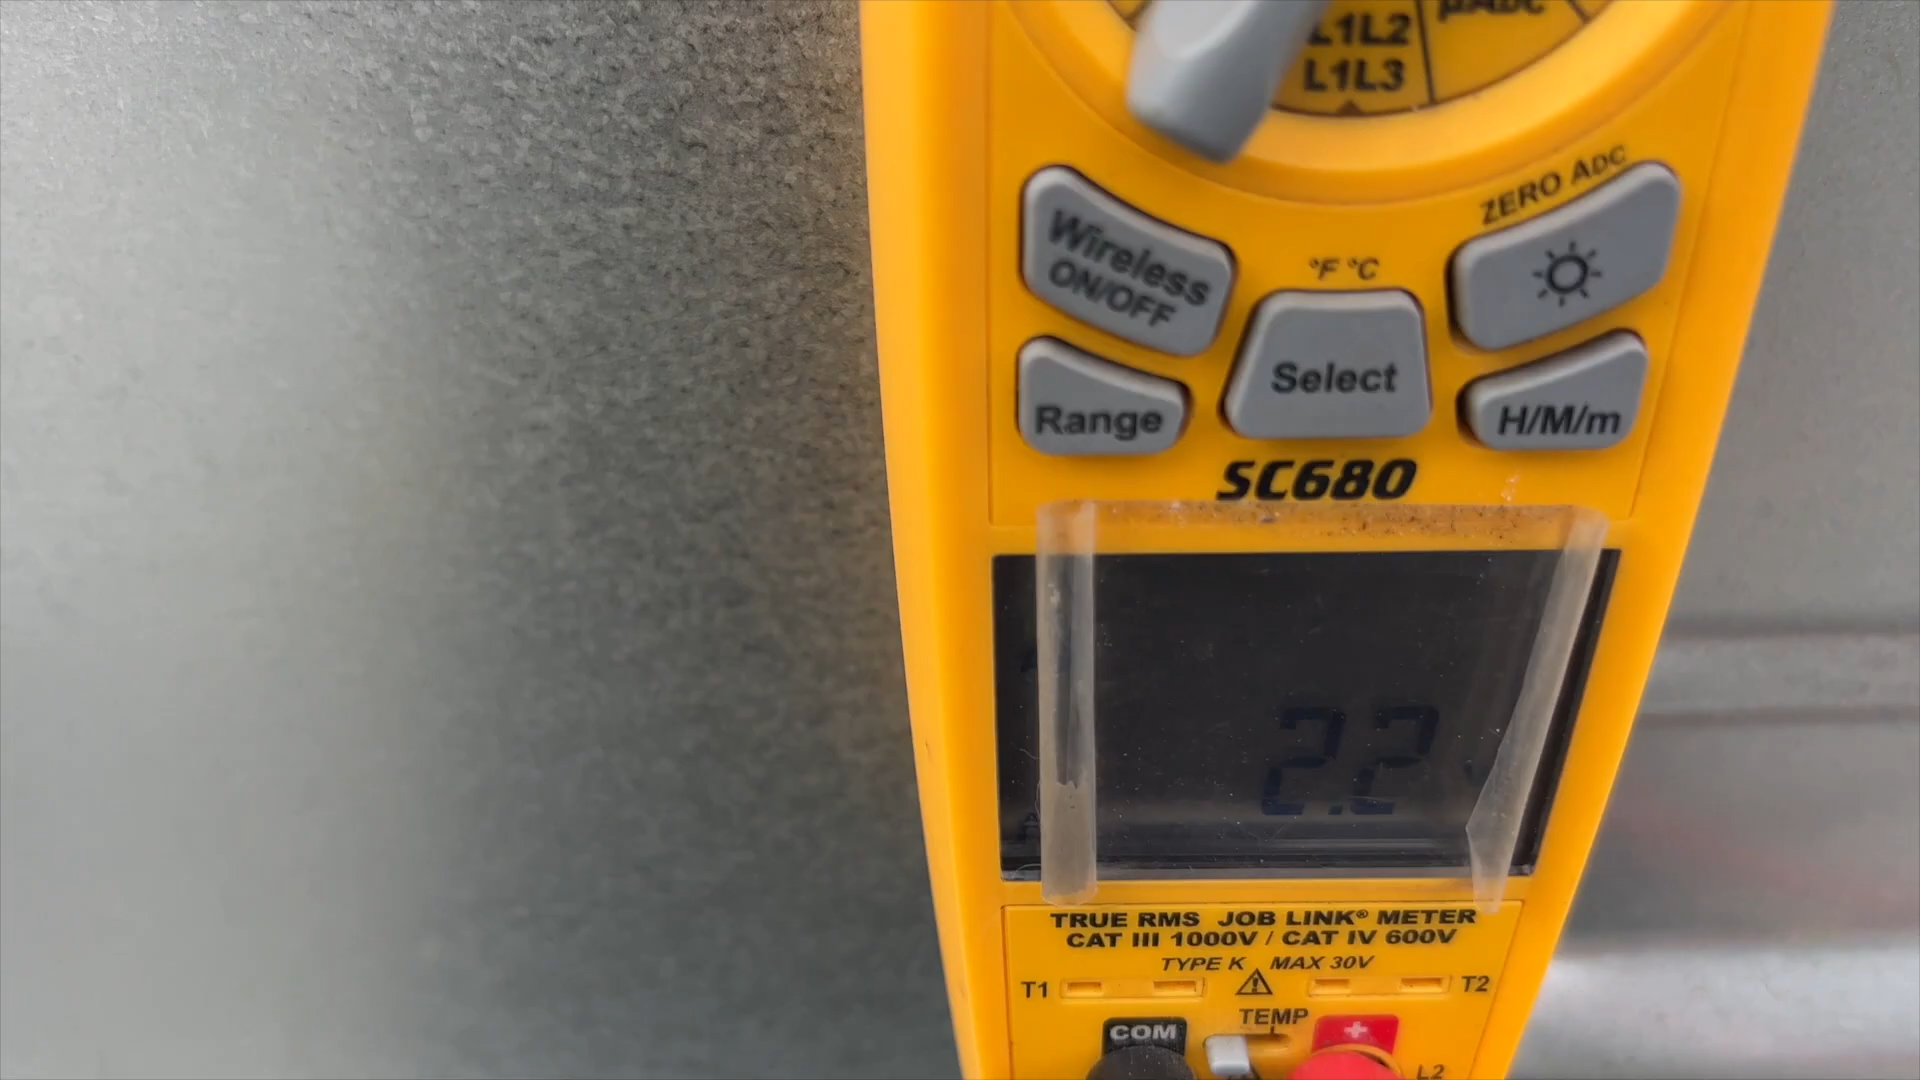 µADC
L1L2
L1L3
ZERO ADC
Wireless
ON/OFF
°F °C
Select
Range
H/M/m
SC680
2.2
TRUE RMS JOB LINK® METER
CAT III 1000V / CAT IV 600V
TYPE K MAX 30V
T1
T2
TEMP
COM
+
L2